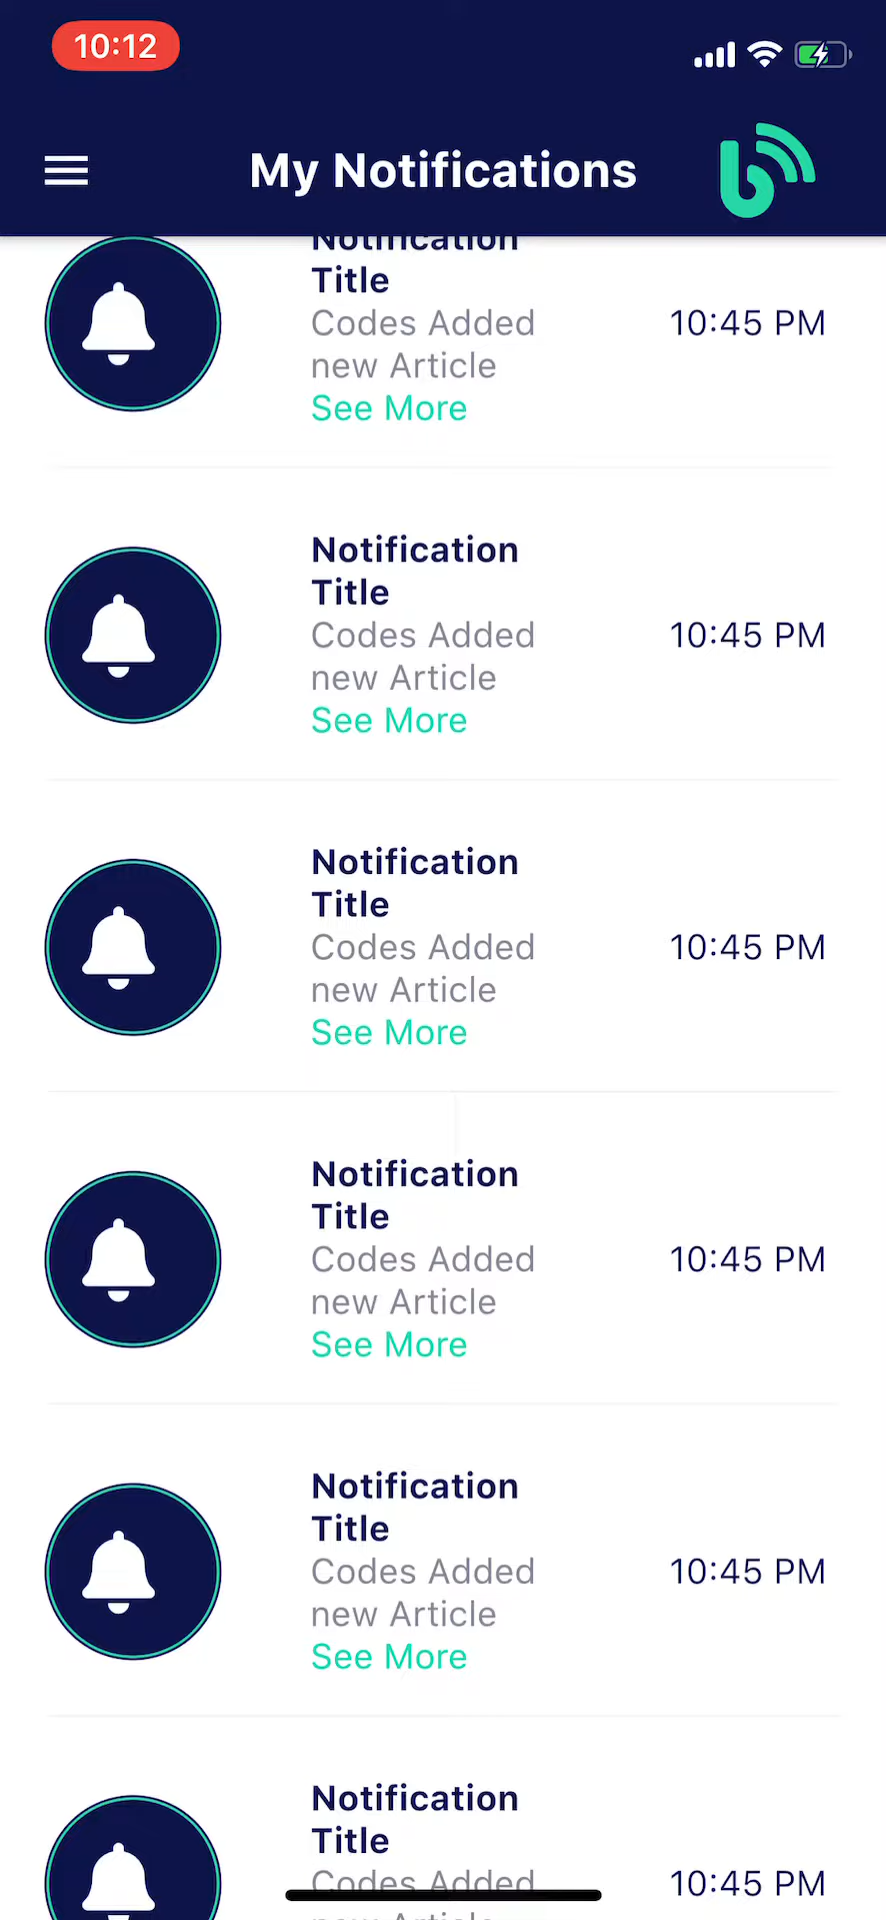 10:12
My Notifications
Notification
Title
Codes Added
new Article
See More
10:45 PM
Notification
Title
Codes Added
new Article
See More
10:45 PM
Notification
Title
Codes Added
new Article
See More
10:45 PM
Notification
Title
Codes Added
new Article
See More
10:45 PM
Notification
Title
Codes Added
new Article
See More
10:45 PM
Notification
Title
Codes Added
10:45 PM